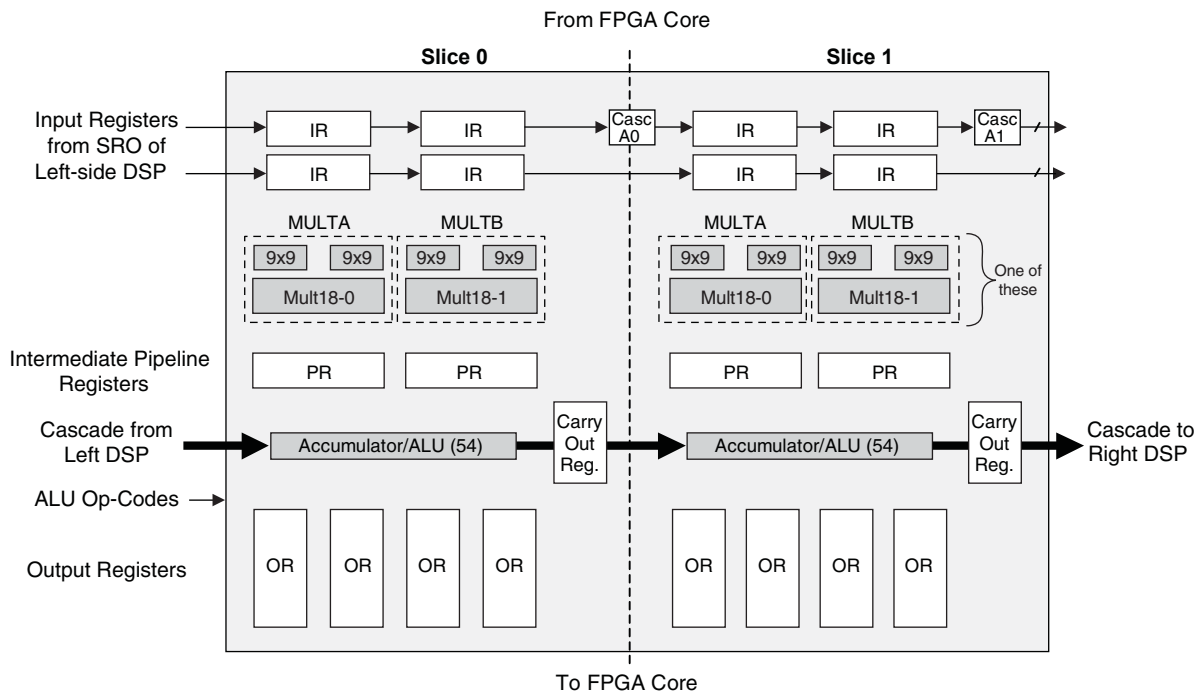 From FPGA Core
Slice 0
Slice 1
Input Registers
from SRO of
Left-side DSP
IR
IR
Casc
A0
IR
IR
Casc
A1
IR
IR
IR
IR
MULTA
MULTB
MULTA
MULTB
9x9
9x9
9x9
9x9
9x9
9x9
9x9
9x9
One of
these
Mult18-0
Mult18-1
Mult18-0
Mult18-1
Intermediate Pipeline
Registers
PR
PR
PR
PR
Cascade from
Left DSP
Accumulator/ALU (54)
Carry
Out
Reg.
Accumulator/ALU (54)
Carry
Out
Reg.
Cascade to
Right DSP
ALU Op-Codes
Output Registers
OR
OR
OR
OR
OR
OR
OR
OR
To FPGA Core